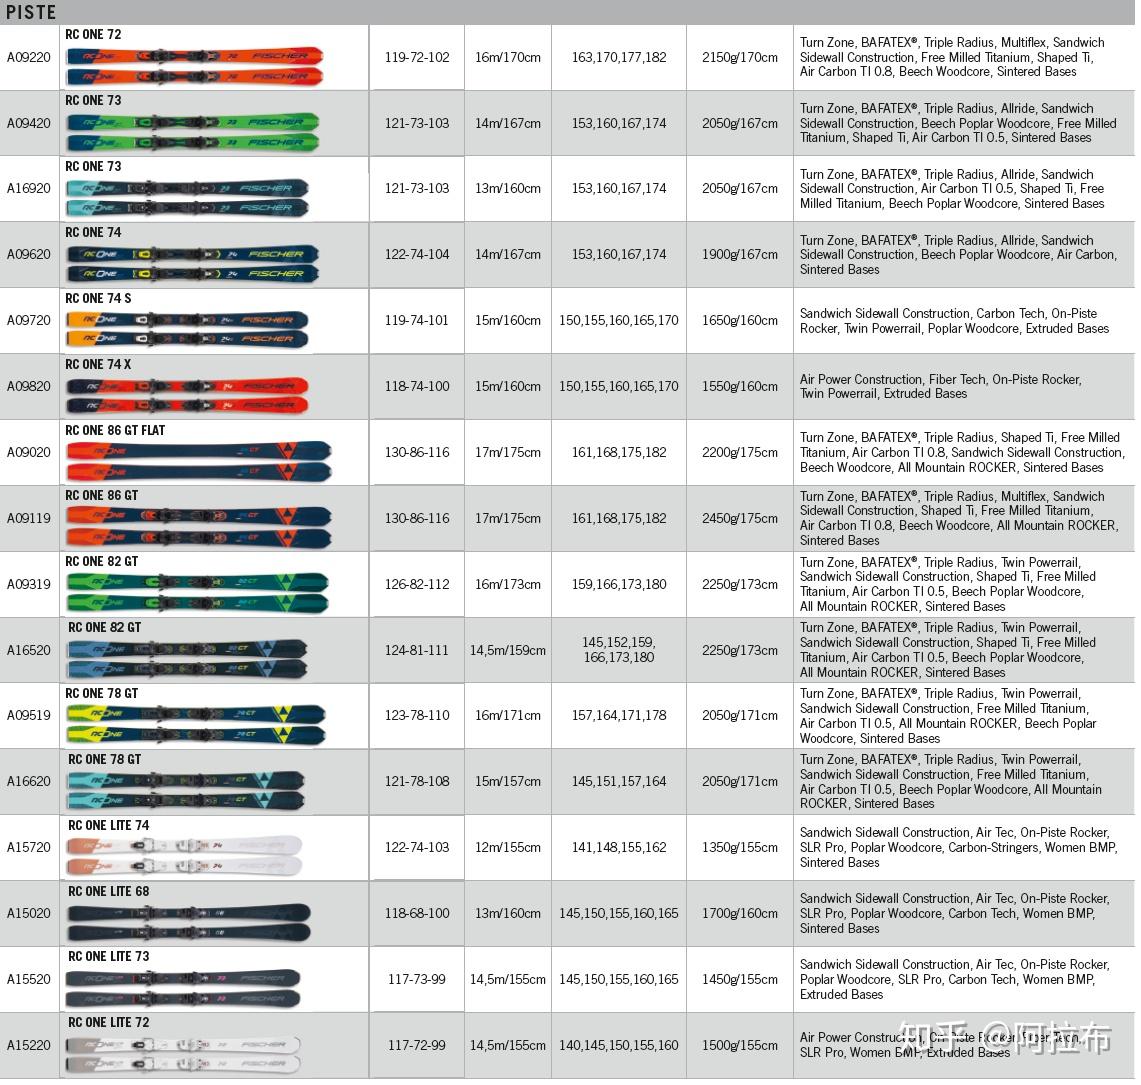 PISTE
RC ONE 72
A09220
119-72-102
16m/170cm
163,170,177,182
2150g/170cm
Turn Zone, BAFATEX®, Triple Radius, Multiflex, Sandwich
Sidewall Construction, Free Milled Titanium, Shaped Ti,
Air Carbon TI 0.8, Beech Woodcore, Sintered Bases
RC ONE 73
A09420
121-73-103
14m/167cm
153,160,167,174
2050g/167cm
Turn Zone, BAFATEX®, Triple Radius, Allride, Sandwich
Sidewall Construction, Beech Poplar Woodcore, Free Milled
Titanium, Shaped Ti, Air Carbon TI 0.5, Sintered Bases
RC ONE 73
A16920
121-73-103
13m/160cm
153,160,167,174
2050g/167cm
Turn Zone, BAFATEX®, Triple Radius, Allride, Sandwich
Sidewall Construction, Air Carbon TI 0.5, Shaped Ti, Free
Milled Titanium, Beech Poplar Woodcore, Sintered Bases
RC ONE 74
A09620
122-74-104
14m/167cm
153,160,167,174
1900g/167cm
Turn Zone, BAFATEX®, Triple Radius, Allride, Sandwich
Sidewall Construction, Beech Poplar Woodcore, Air Carbon,
Sintered Bases
RC ONE 74 S
A09720
119-74-101
15m/160cm
150,155,160,165,170
1650g/160cm
Sandwich Sidewall Construction, Carbon Tech, On-Piste
Rocker, Twin Powerrail, Poplar Woodcore, Extruded Bases
RC ONE 74 X
A09820
118-74-100
15m/160cm
150,155,160,165,170
1550g/160cm
Air Power Construction, Fiber Tech, On-Piste Rocker,
Twin Powerrail, Extruded Bases
RC ONE 86 GT FLAT
A09020
130-86-116
17m/175cm
161,168,175,182
2200g/175cm
Turn Zone, BAFATEX®, Triple Radius, Shaped Ti, Free Milled
Titanium, Air Carbon TI 0.8, Sandwich Sidewall Construction,
Beech Woodcore, All Mountain ROCKER, Sintered Bases
RC ONE 86 GT
A09119
130-86-116
17m/175cm
161,168,175,182
2450g/175cm
Turn Zone, BAFATEX®, Triple Radius, Multiflex, Sandwich
Sidewall Construction, Shaped Ti, Free Milled Titanium,
Air Carbon TI 0.8, Beech Woodcore, All Mountain ROCKER,
Sintered Bases
RC ONE 82 GT
A09319
126-82-112
16m/173cm
159,166,173,180
2250g/173cm
Turn Zone, BAFATEX®, Triple Radius, Twin Powerrail,
Sandwich Sidewall Construction, Shaped Ti, Free Milled
Titanium, Air Carbon TI 0.5, Beech Poplar Woodcore,
All Mountain ROCKER, Sintered Bases
RC ONE 82 GT
A16520
124-81-111
14,5m/159cm
145,152,159,
166,173,180
2250g/173cm
Turn Zone, BAFATEX®, Triple Radius, Twin Powerrail,
Sandwich Sidewall Construction, Shaped Ti, Free Milled
Titanium, Air Carbon TI 0.5, Beech Poplar Woodcore,
All Mountain ROCKER, Sintered Bases
RC ONE 78 GT
A09519
123-78-110
16m/171cm
157,164,171,178
2050g/171cm
Turn Zone, BAFATEX®, Triple Radius, Twin Powerrail,
Sandwich Sidewall Construction, Free Milled Titanium,
Air Carbon TI 0.5, All Mountain ROCKER, Beech Poplar
Woodcore, Sintered Bases
RC ONE 78 GT
A16620
121-78-108
15m/157cm
145,151,157,164
2050g/171cm
Turn Zone, BAFATEX®, Triple Radius, Twin Powerrail,
Sandwich Sidewall Construction, Free Milled Titanium,
Air Carbon TI 0.5, Beech Poplar Woodcore, All Mountain
ROCKER, Sintered Bases
RC ONE LITE 74
A15720
122-74-103
12m/155cm
141,148,155,162
1350g/155cm
Sandwich Sidewall Construction, Air Tec, On-Piste Rocker,
SLR Pro, Poplar Woodcore, Carbon-Stringers, Women BMP,
Sintered Bases
RC ONE LITE 68
A15020
118-68-100
13m/160cm
145,150,155,160,165
1700g/160cm
Sandwich Sidewall Construction, Air Tec, On-Piste Rocker,
SLR Pro, Poplar Woodcore, Carbon Tech, Women BMP,
Sintered Bases
RC ONE LITE 73
A15520
117-73-99
14,5m/155cm
145,150,155,160,165
1450g/155cm
Sandwich Sidewall Construction, Air Tec, On-Piste Rocker,
Poplar Woodcore, SLR Pro, Carbon Tech, Women BMP,
Extruded Bases
RC ONE LITE 72
A15220
117-72-99
14,5m/155cm
140,145,150,155,160
1500g/155cm
Air Power Construction, On-Piste Rocker, Fiber Tech,
SLR Pro, Women BMP, Extruded Bases
知乎 @阿拉布